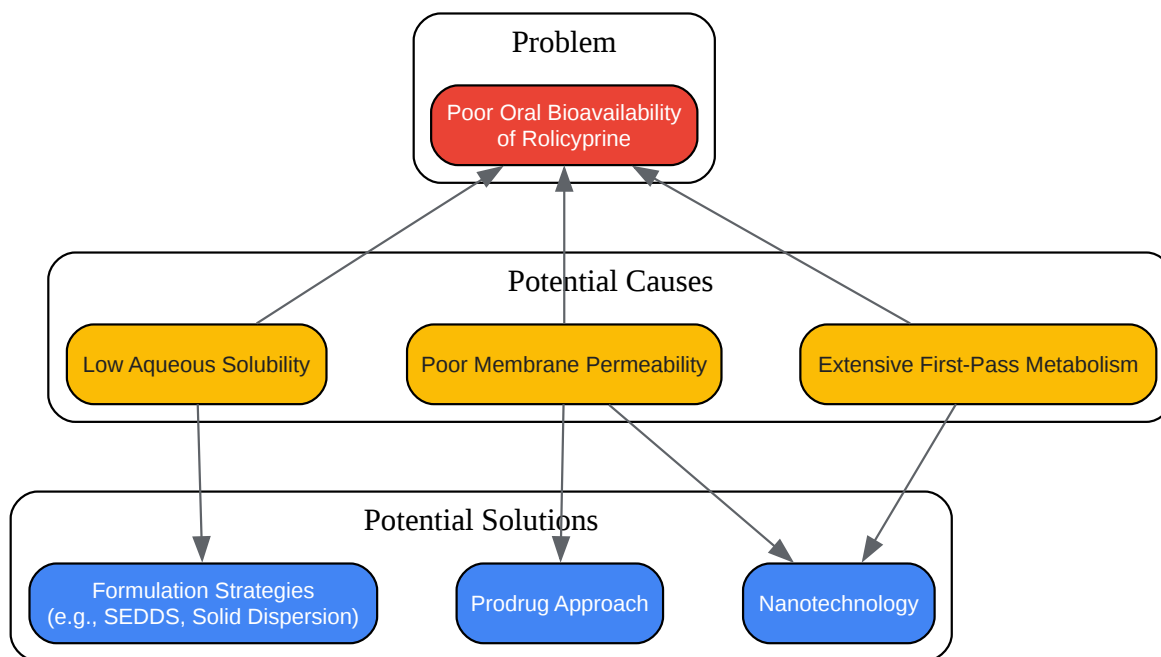 Problem
Poor Oral Bioavailability
of Rolicyprine
Potential Causes
Low Aqueous Solubility
Poor Membrane Permeability
Extensive First-Pass Metabolism
Potential Solutions
Formulation Strategies
(e.g., SEDDS, Solid Dispersion)
Prodrug Approach
Nanotechnology